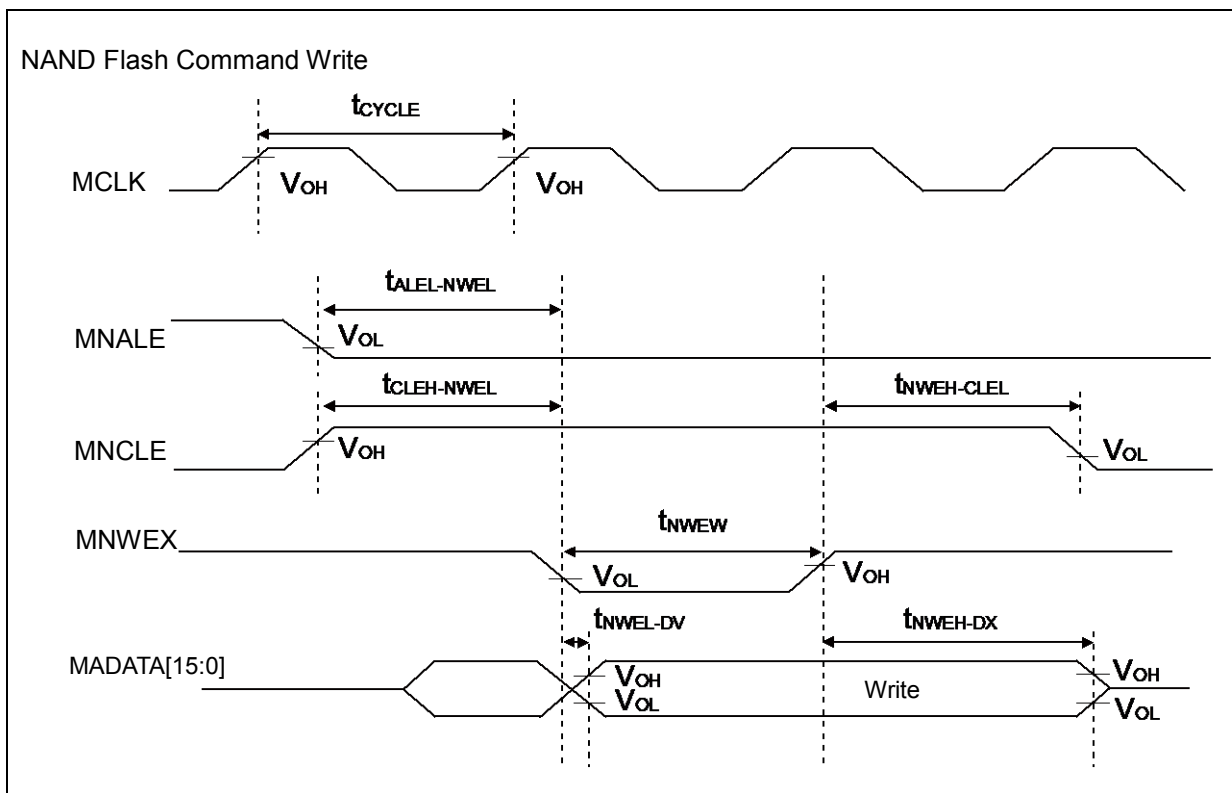 NAND Flash Command Write
tCYCLE
MCLK
VOH
VOH
tALEL-NWEL
MNALE
VOL
tCLEH-NWEL
tNWEH-CLEL
MNCLE
VOH
VOL
tNWEW
MNWEX
VOL
VOH
tNWEL-DV
tNWEH-DX
MADATA[15:0]
VOH
VOL
Write
VOH
VOL